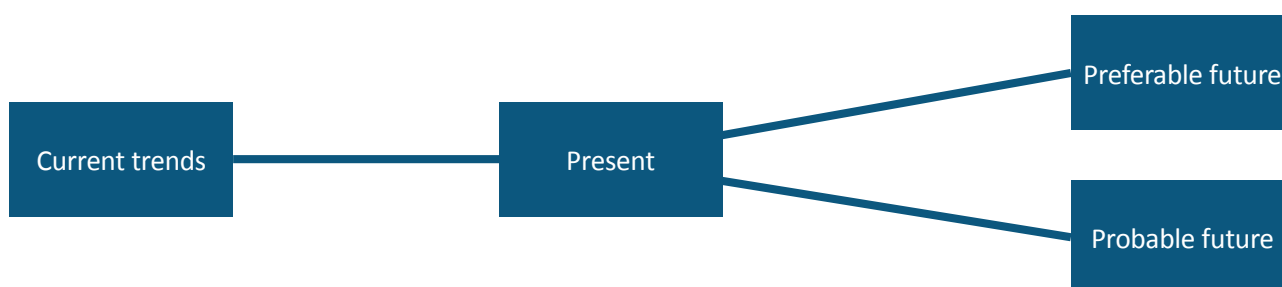 Preferable future
Current trends
Present
Probable future